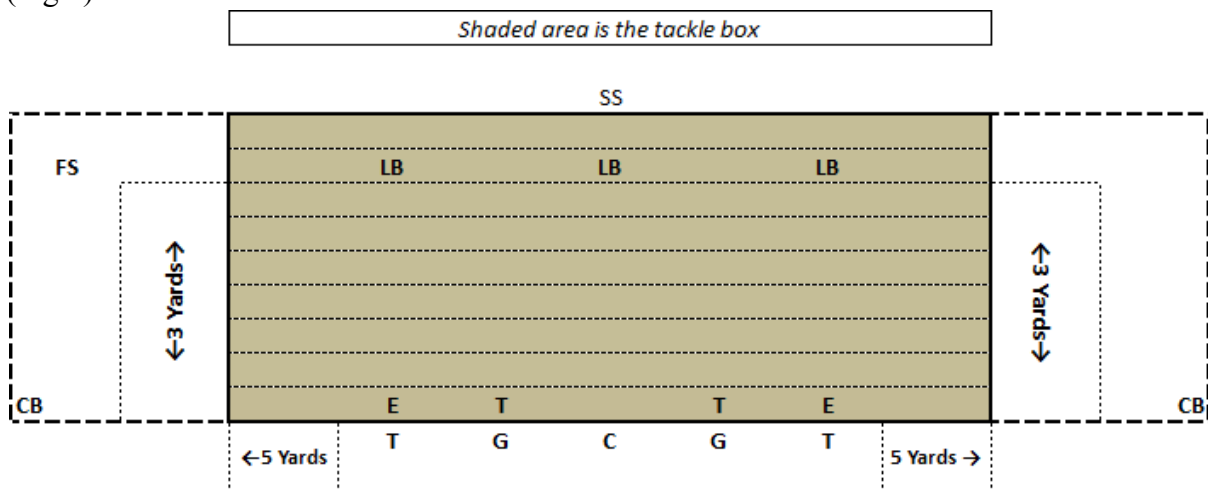 Shaded area is the tackle box
SS
FS LB LB LB
←3 Yards→ ←3 Yards→
CB E T T E CB
T G C G T
←5 Yards 5 Yards →